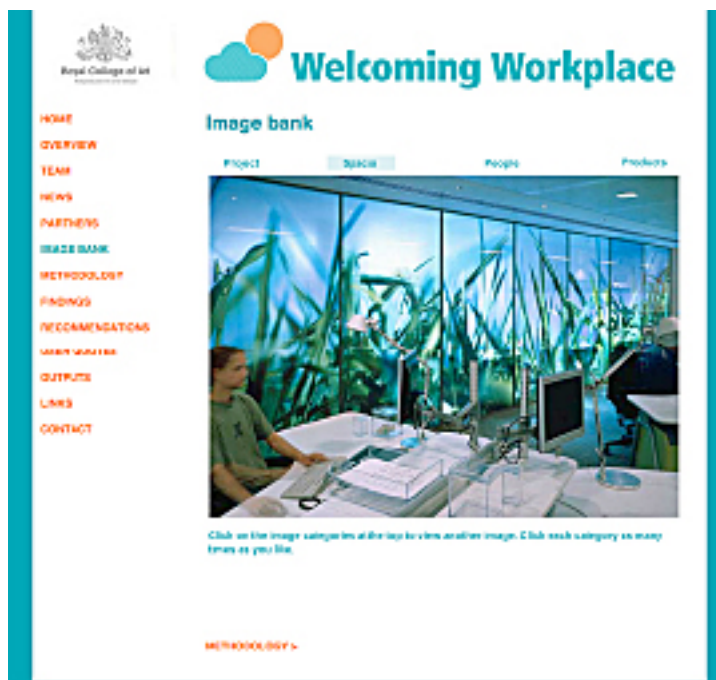 Royal College of Art
Welcoming Workplace
HOME
OVERVIEW
TEAM
NEWS
PARTNERS
IMAGE BANK
METHODOLOGY
FINDINGS
RECOMMENDATIONS
OUTPUTS
LINKS
CONTACT
Image bank
Project Spaces People Products
Click on the image categories at the top to view another image. Click each category as many
times as you like.
METHODOLOGY >